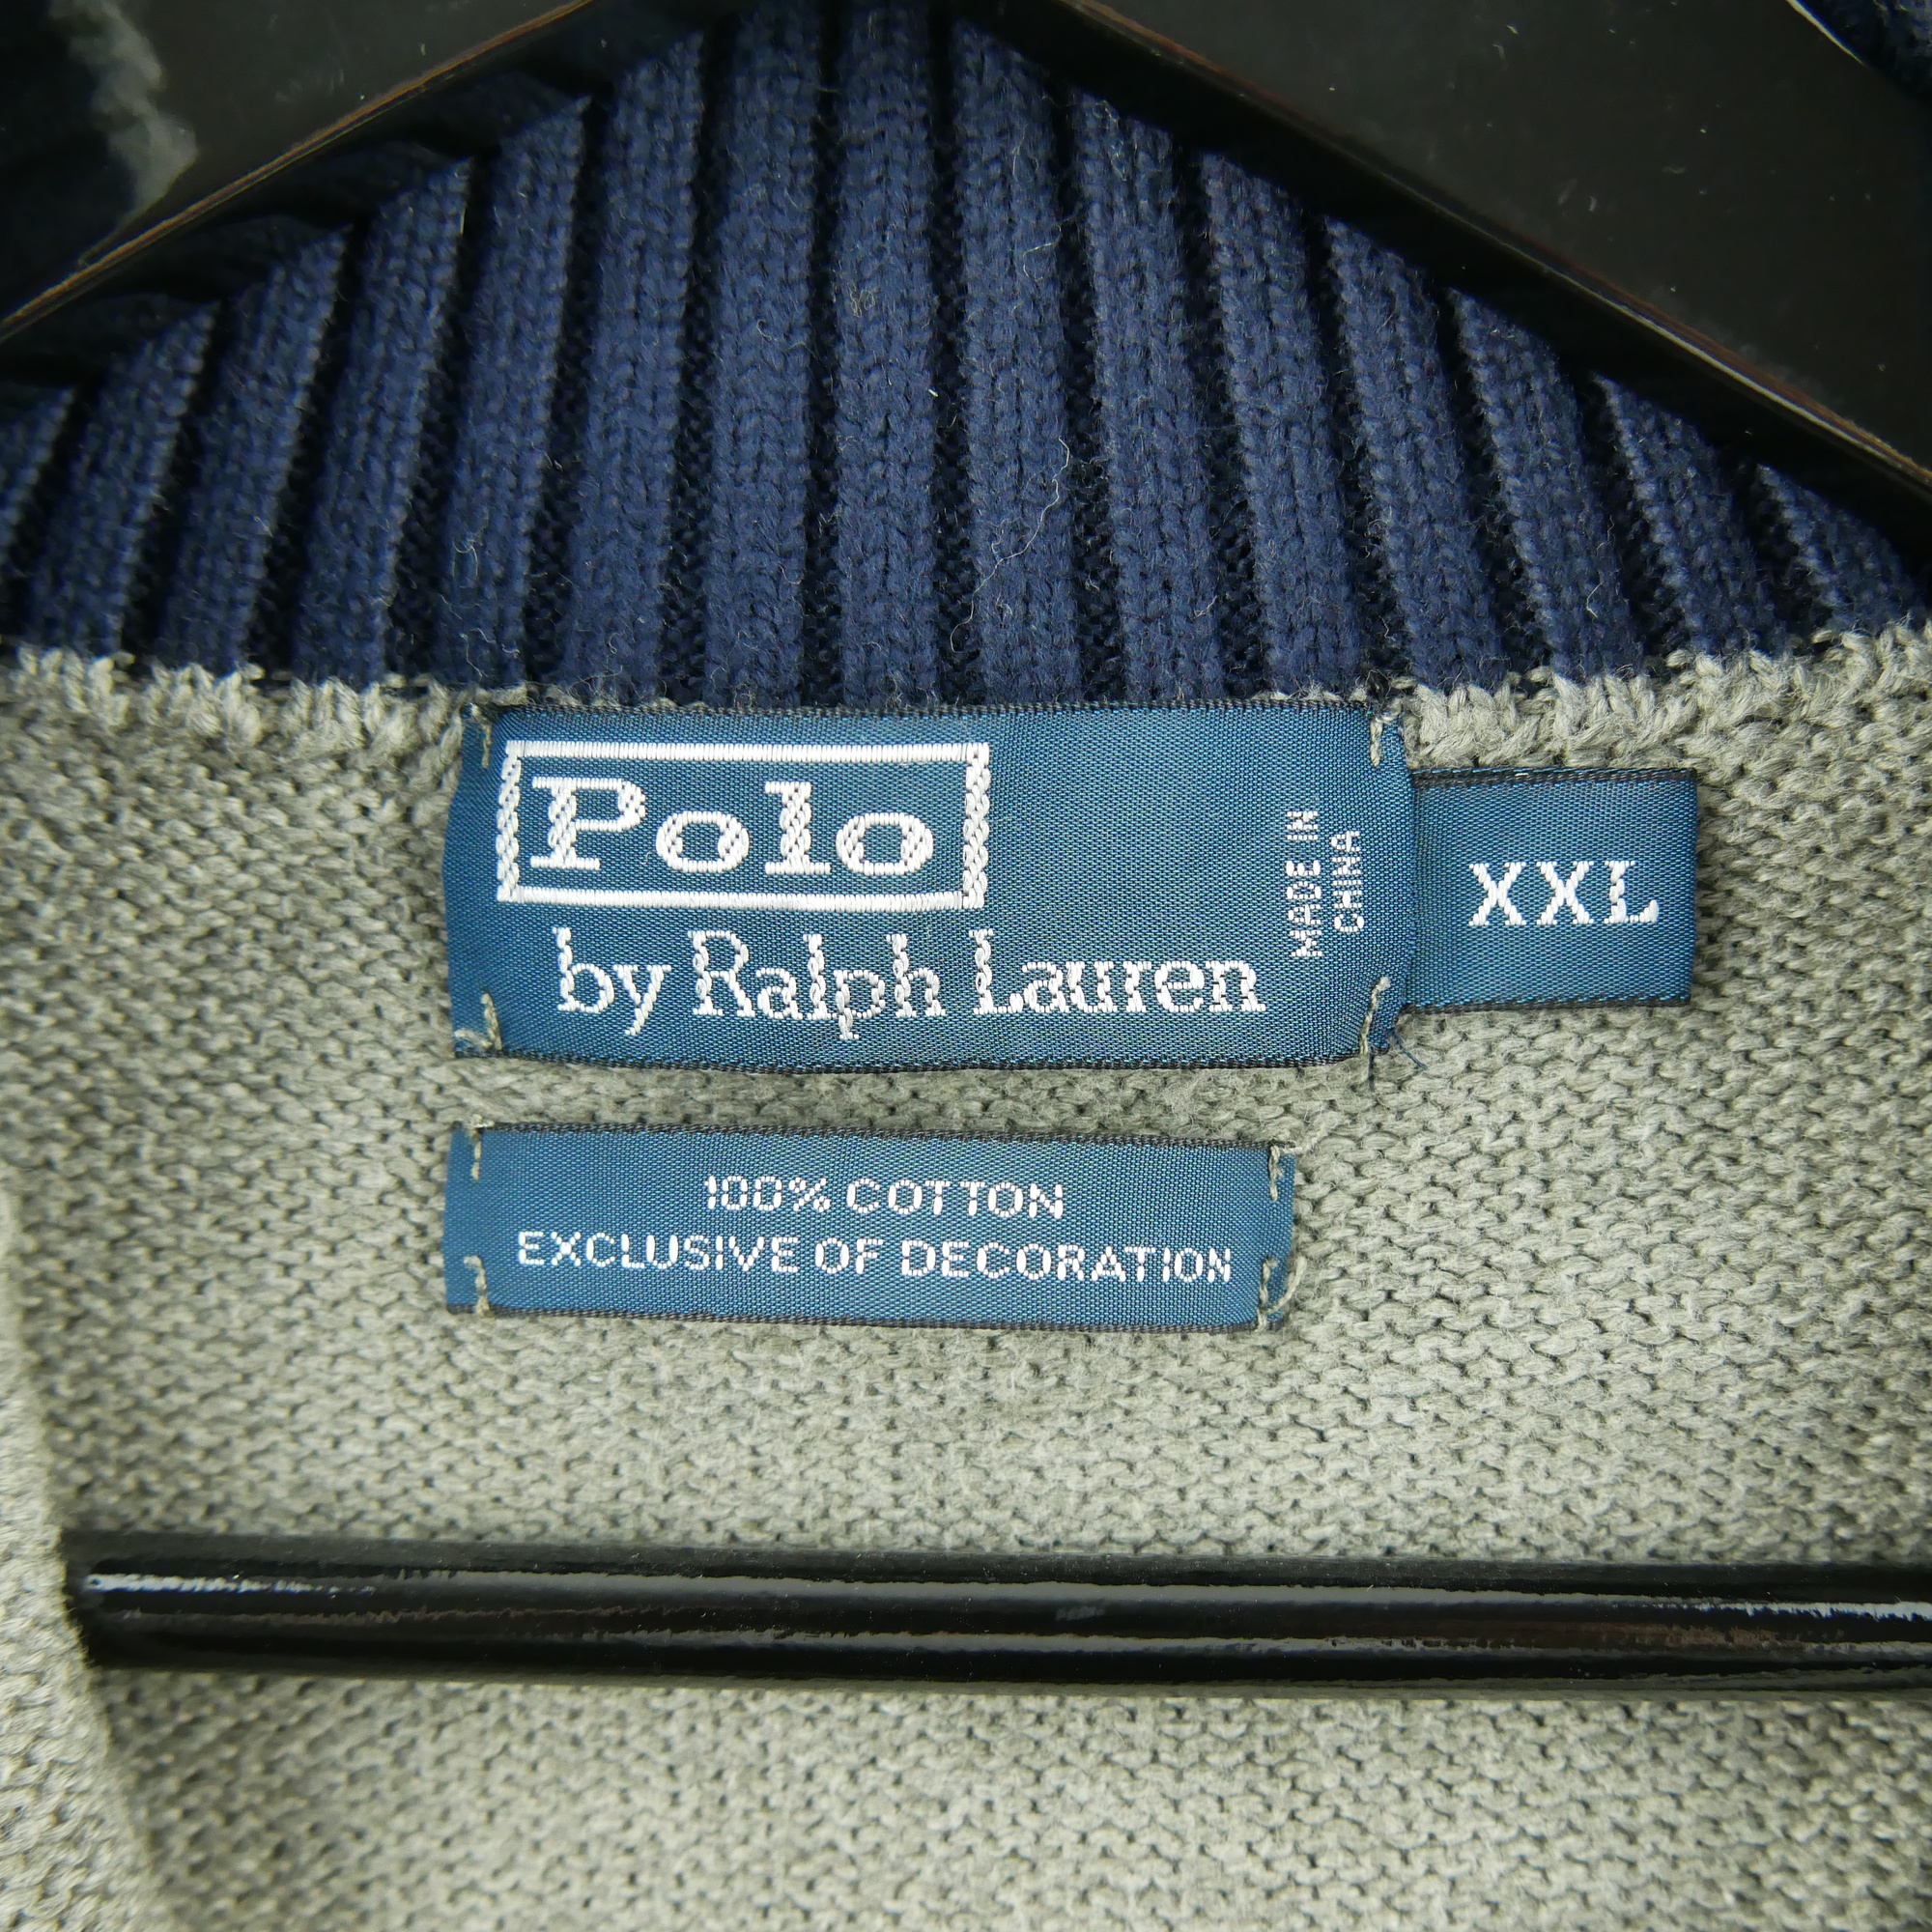 Polo
by Ralph Lauren
MADE IN
CHINA
XXL
100% COTTON
EXCLUSIVE OF DECORATION